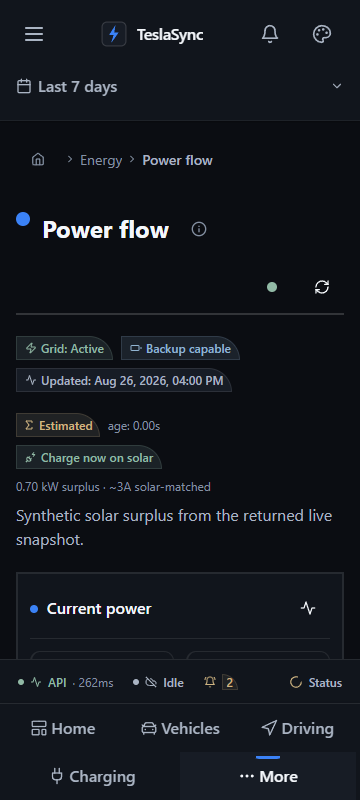 TeslaSync
Last 7 days
Energy
Power flow
Power flow
Grid: Active
Backup capable
Updated: Aug 26, 2026, 04:00 PM
Estimated
age: 0.00s
Charge now on solar
0.70 kW surplus · ~3A solar-matched
Synthetic solar surplus from the returned live
snapshot.
Current power
API · 262ms
Idle
2
Status
Home
Vehicles
Driving
Charging
More